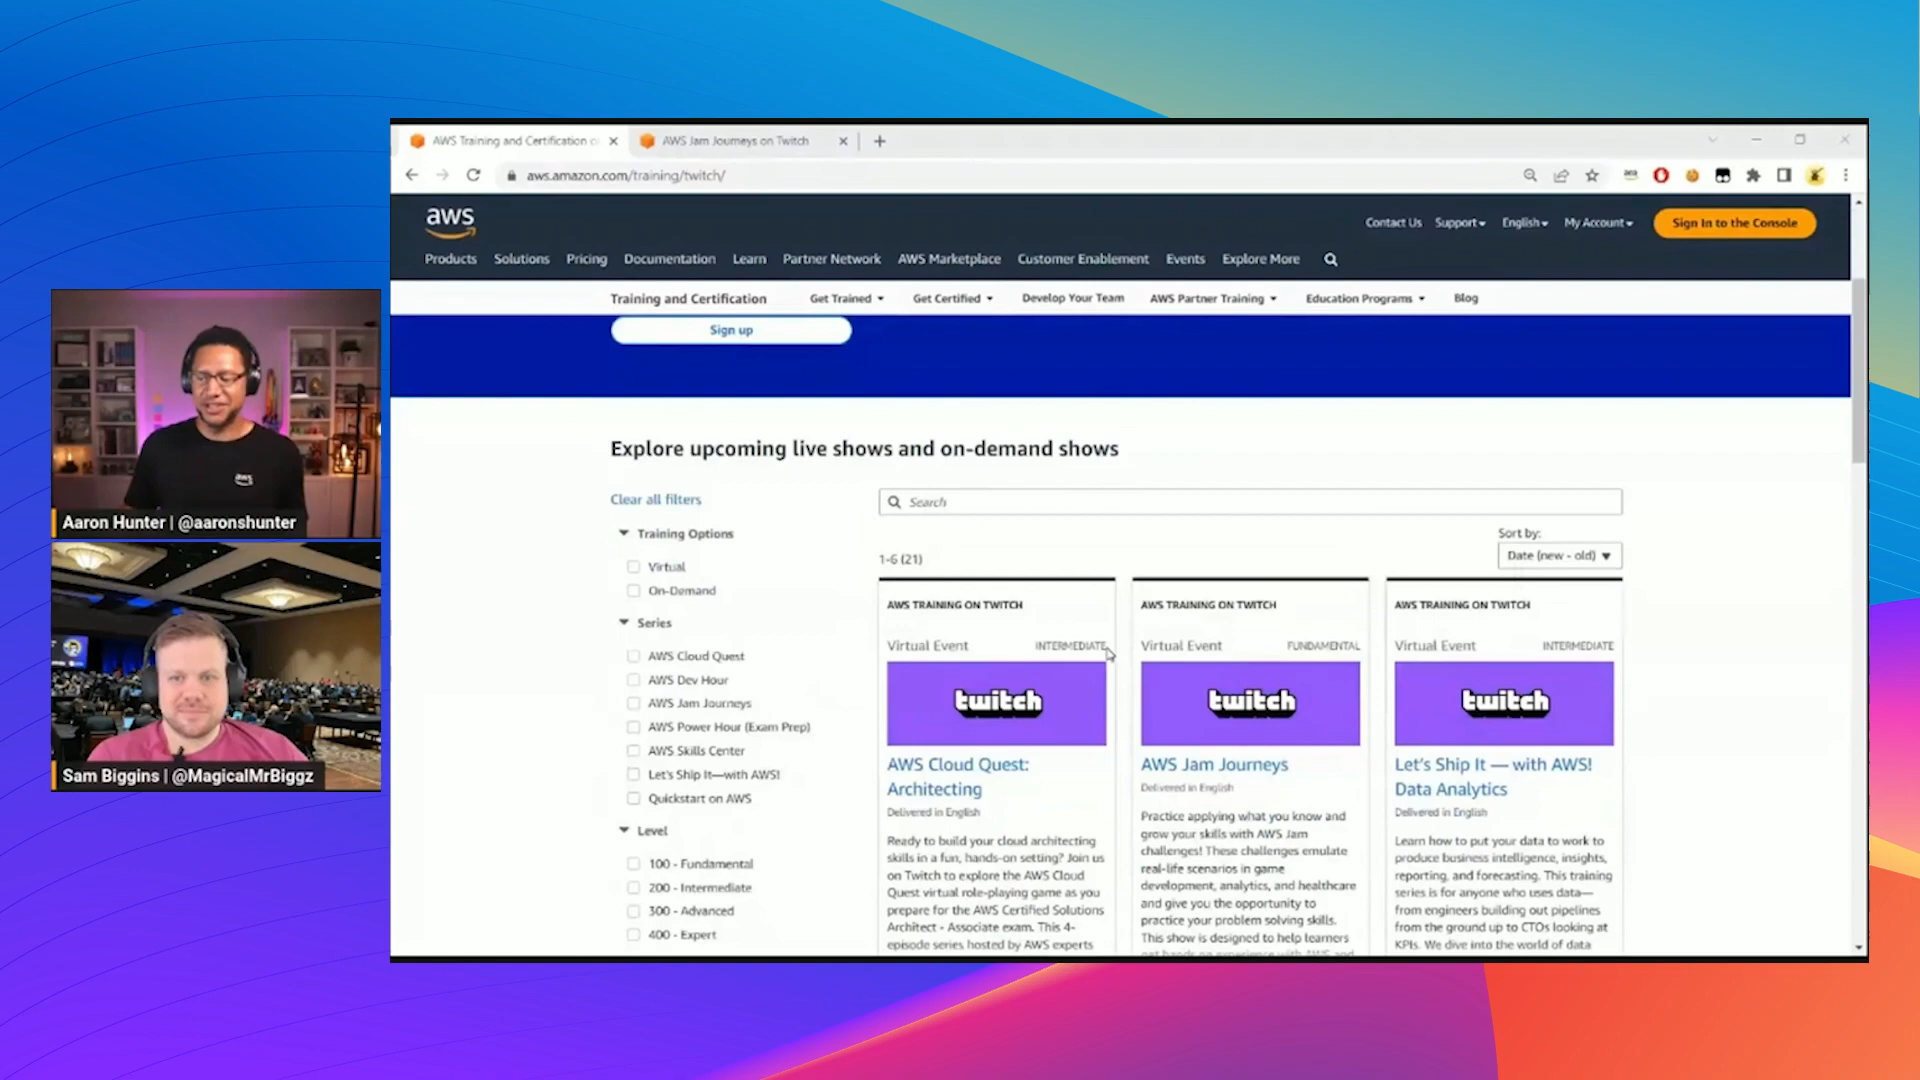 AWS Training and Certification o
AWS Jam Journeys on Twitch
aws.amazon.com/training/twitch/
aws
Contact Us
Support
English
My Account
Sign In to the Console
Products
Solutions
Pricing
Documentation
Learn
Partner Network
AWS Marketplace
Customer Enablement
Events
Explore More
Training and Certification
Get Trained
Get Certified
Develop Your Team
AWS Partner Training
Education Programs
Blog
Sign up
Explore upcoming live shows and on-demand shows
Clear all filters
Search
Training Options
Virtual
On-Demand
Series
AWS Cloud Quest
AWS Dev Hour
AWS Jam Journeys
AWS Power Hour (Exam Prep)
AWS Skills Center
Let's Ship It—with AWS!
Quickstart on AWS
Level
100 - Fundamental
200 - Intermediate
300 - Advanced
400 - Expert
Sort by:
1-6 (21)
Date (new - old)
AWS TRAINING ON TWITCH
Virtual Event
INTERMEDIATE
twitch
AWS Cloud Quest:
Architecting
Delivered in English
Ready to build your cloud architecting
skills in a fun, hands-on setting? Join us
on Twitch to explore the AWS Cloud
Quest virtual role-playing game as you
prepare for the AWS Certified Solutions
Architect - Associate exam. This 4-
episode series hosted by AWS experts
AWS TRAINING ON TWITCH
Virtual Event
FUNDAMENTAL
twitch
AWS Jam Journeys
Delivered in English
Practice applying what you know and
grow your skills with AWS Jam
challenges! These challenges emulate
real-life scenarios in game
development, analytics, and healthcare
and give you the opportunity to
practice your problem solving skills.
This show is designed to help learners
get hands on experience with AWS and
AWS TRAINING ON TWITCH
Virtual Event
INTERMEDIATE
twitch
Let's Ship It — with AWS!
Data Analytics
Delivered in English
Learn how to put your data to work to
produce business intelligence, insights,
reporting, and forecasting. This training
series is for anyone who uses data—
from engineers building out pipelines
from the ground up to CTOs looking at
KPIs. We dive into the world of data
aws
Aaron Hunter | @aaronshunter
Sam Biggins | @MagicalMrBiggz